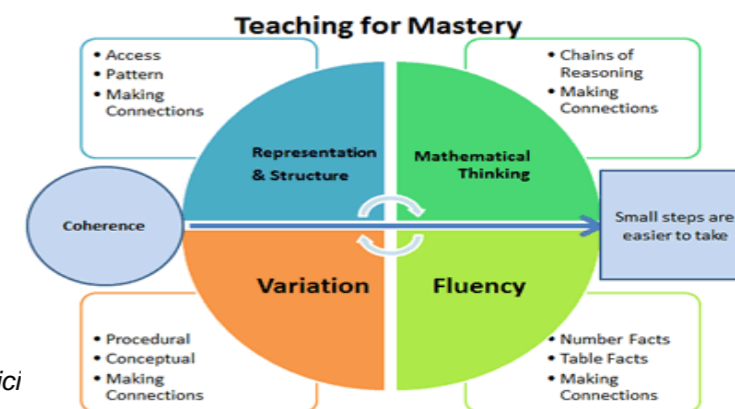 Teaching for Mastery
• Access
• Pattern
• Making
Connections
• Chains of
Reasoning
• Making
Connections
Representation
& Structure
Mathematical
Thinking
Coherence
Small steps are
easier to take
Variation
Fluency
• Procedural
• Conceptual
• Making
Connections
• Number Facts
• Table Facts
• Making
Connections